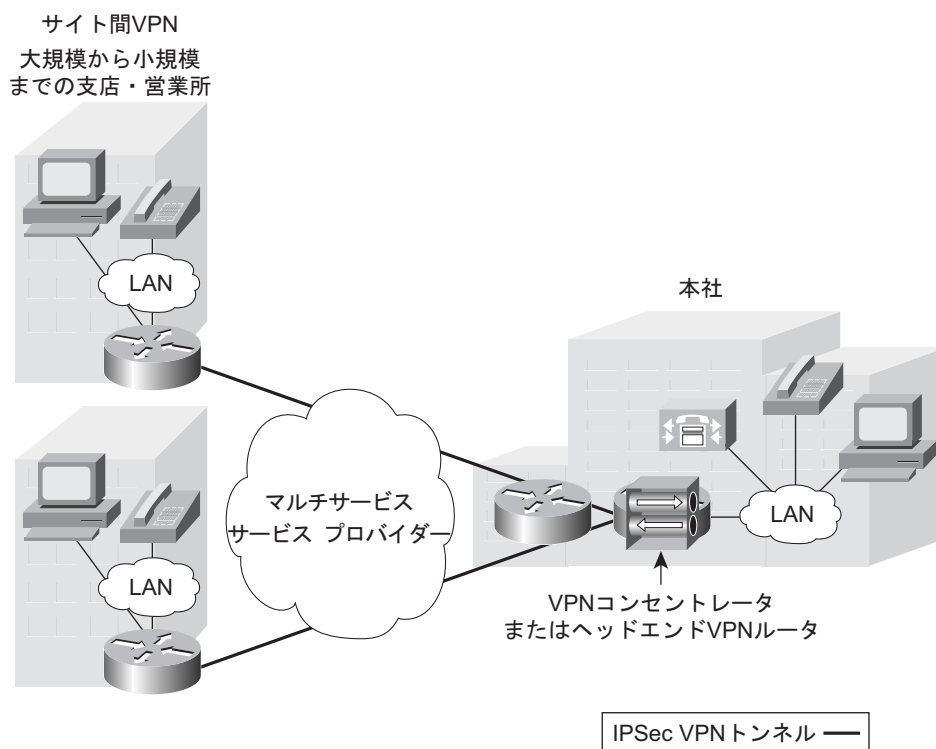 サイト間VPN
大規模から小規模
までの支店・営業所
LAN
本社
マルチサービス
サービス プロバイダー
LAN
LAN
VPNコンセントレータ
またはヘッドエンドVPNルータ
IPSec VPNトンネル